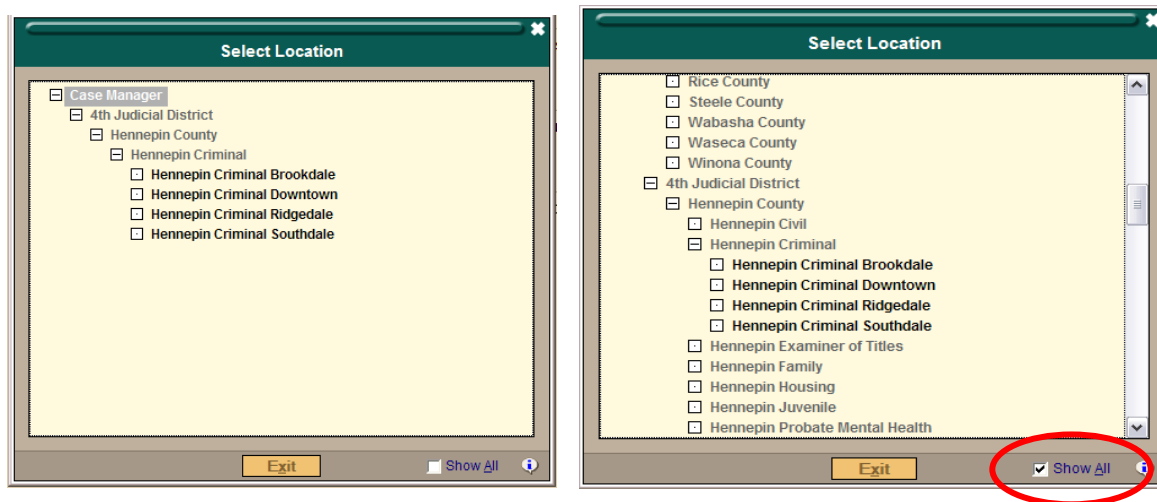 Select Location
Case Manager
4th Judicial District
Hennepin County
Hennepin Criminal
Hennepin Criminal Brookdale
Hennepin Criminal Downtown
Hennepin Criminal Ridgedale
Hennepin Criminal Southdale
Exit
Show All
Select Location
Rice County
Steele County
Wabasha County
Waseca County
Winona County
4th Judicial District
Hennepin County
Hennepin Civil
Hennepin Criminal
Hennepin Criminal Brookdale
Hennepin Criminal Downtown
Hennepin Criminal Ridgedale
Hennepin Criminal Southdale
Hennepin Examiner of Titles
Hennepin Family
Hennepin Housing
Hennepin Juvenile
Hennepin Probate Mental Health
Exit
Show All